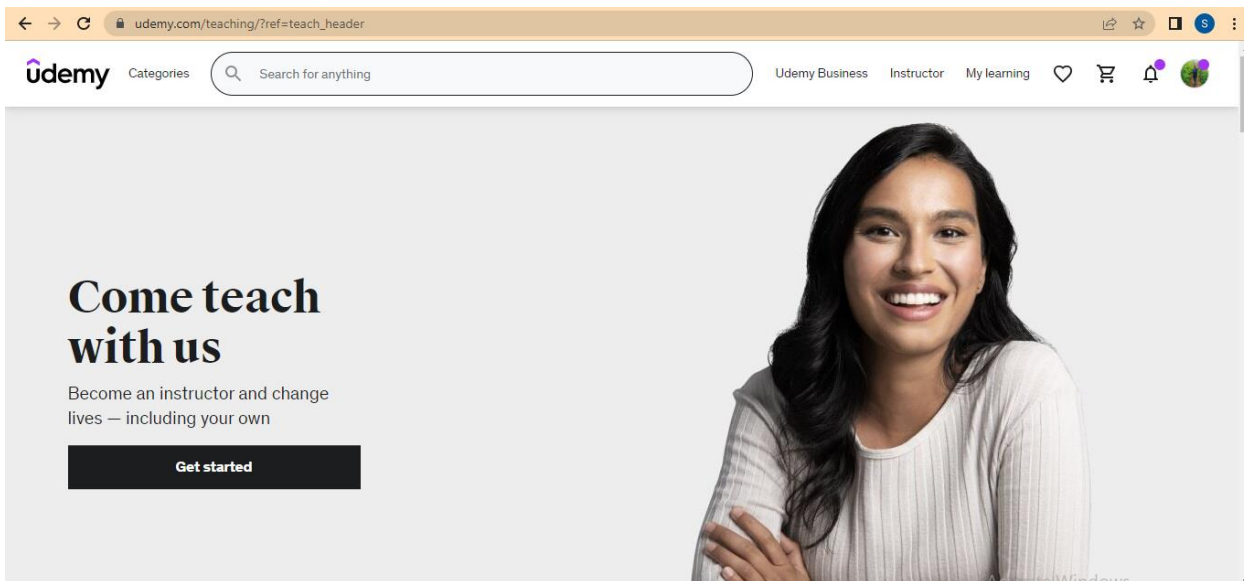 udemy.com/teaching/?ref=teach_header
S
ûdemy Categories Search for anything Udemy Business Instructor My learning
Come teach
with us
Become an instructor and change
lives — including your own
Get started